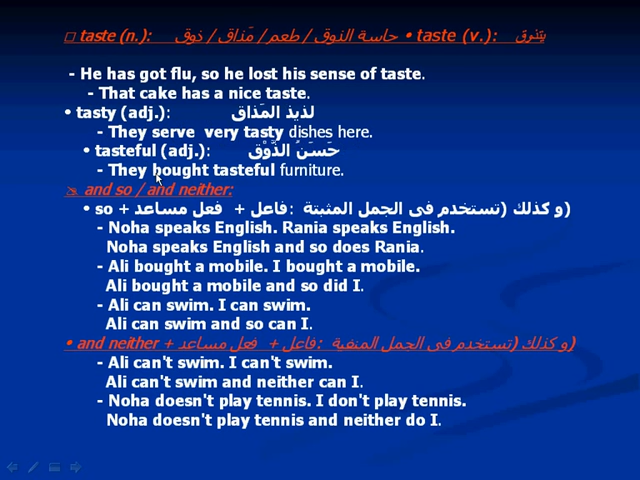 □ taste (n.): حاسة الذوق / طعم / مَذاق / ذوق • taste (v.): يتذوق
- He has got flu, so he lost his sense of taste.
- That cake has a nice taste.
• tasty (adj.): لذيذ المَذاق
- They serve very tasty dishes here.
• tasteful (adj.): حَسَنُ الذَّوْق
- They bought tasteful furniture.
and so / and neither:
• so + و كذلك (تستخدم فى الجمل المثبتة : فاعل + فعل مساعد)
- Noha speaks English. Rania speaks English.
Noha speaks English and so does Rania.
- Ali bought a mobile. I bought a mobile.
Ali bought a mobile and so did I.
- Ali can swim. I can swim.
Ali can swim and so can I.
• and neither + و كذلك (تستخدم فى الجمل المنفية : فاعل + فعل مساعد)
- Ali can't swim. I can't swim.
Ali can't swim and neither can I.
- Noha doesn't play tennis. I don't play tennis.
Noha doesn't play tennis and neither do I.